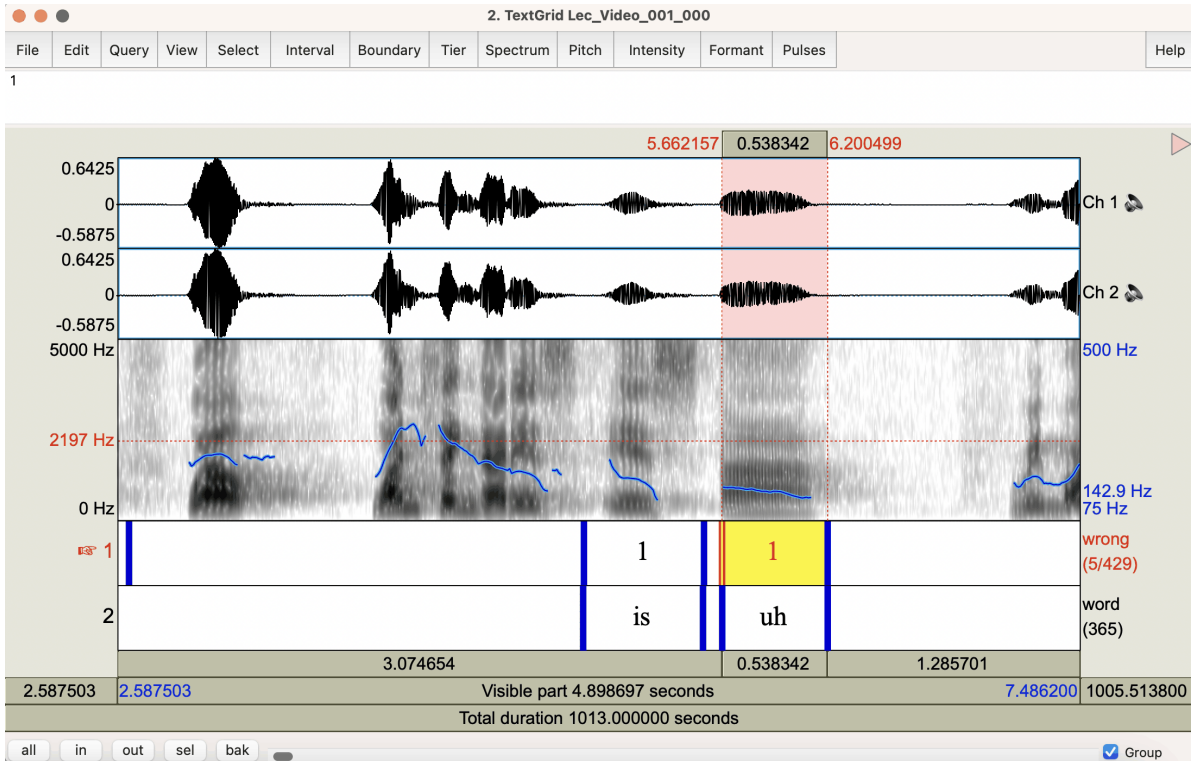 2. TextGrid Lec_Video_001_000
File Edit Query View Select Interval Boundary Tier Spectrum Pitch Intensity Formant Pulses Help
1
5.662157 0.538342 6.200499
0.6425
0 Ch 1
-0.5875
0.6425
0 Ch 2
-0.5875
5000 Hz 500 Hz
2197 Hz
142.9 Hz
0 Hz 75 Hz
1 1 1 wrong
(5/429)
2 is uh word
(365)
3.074654 0.538342 1.285701
2.587503 2.587503 Visible part 4.898697 seconds 7.486200 1005.513800
Total duration 1013.000000 seconds
all in out sel bak Group